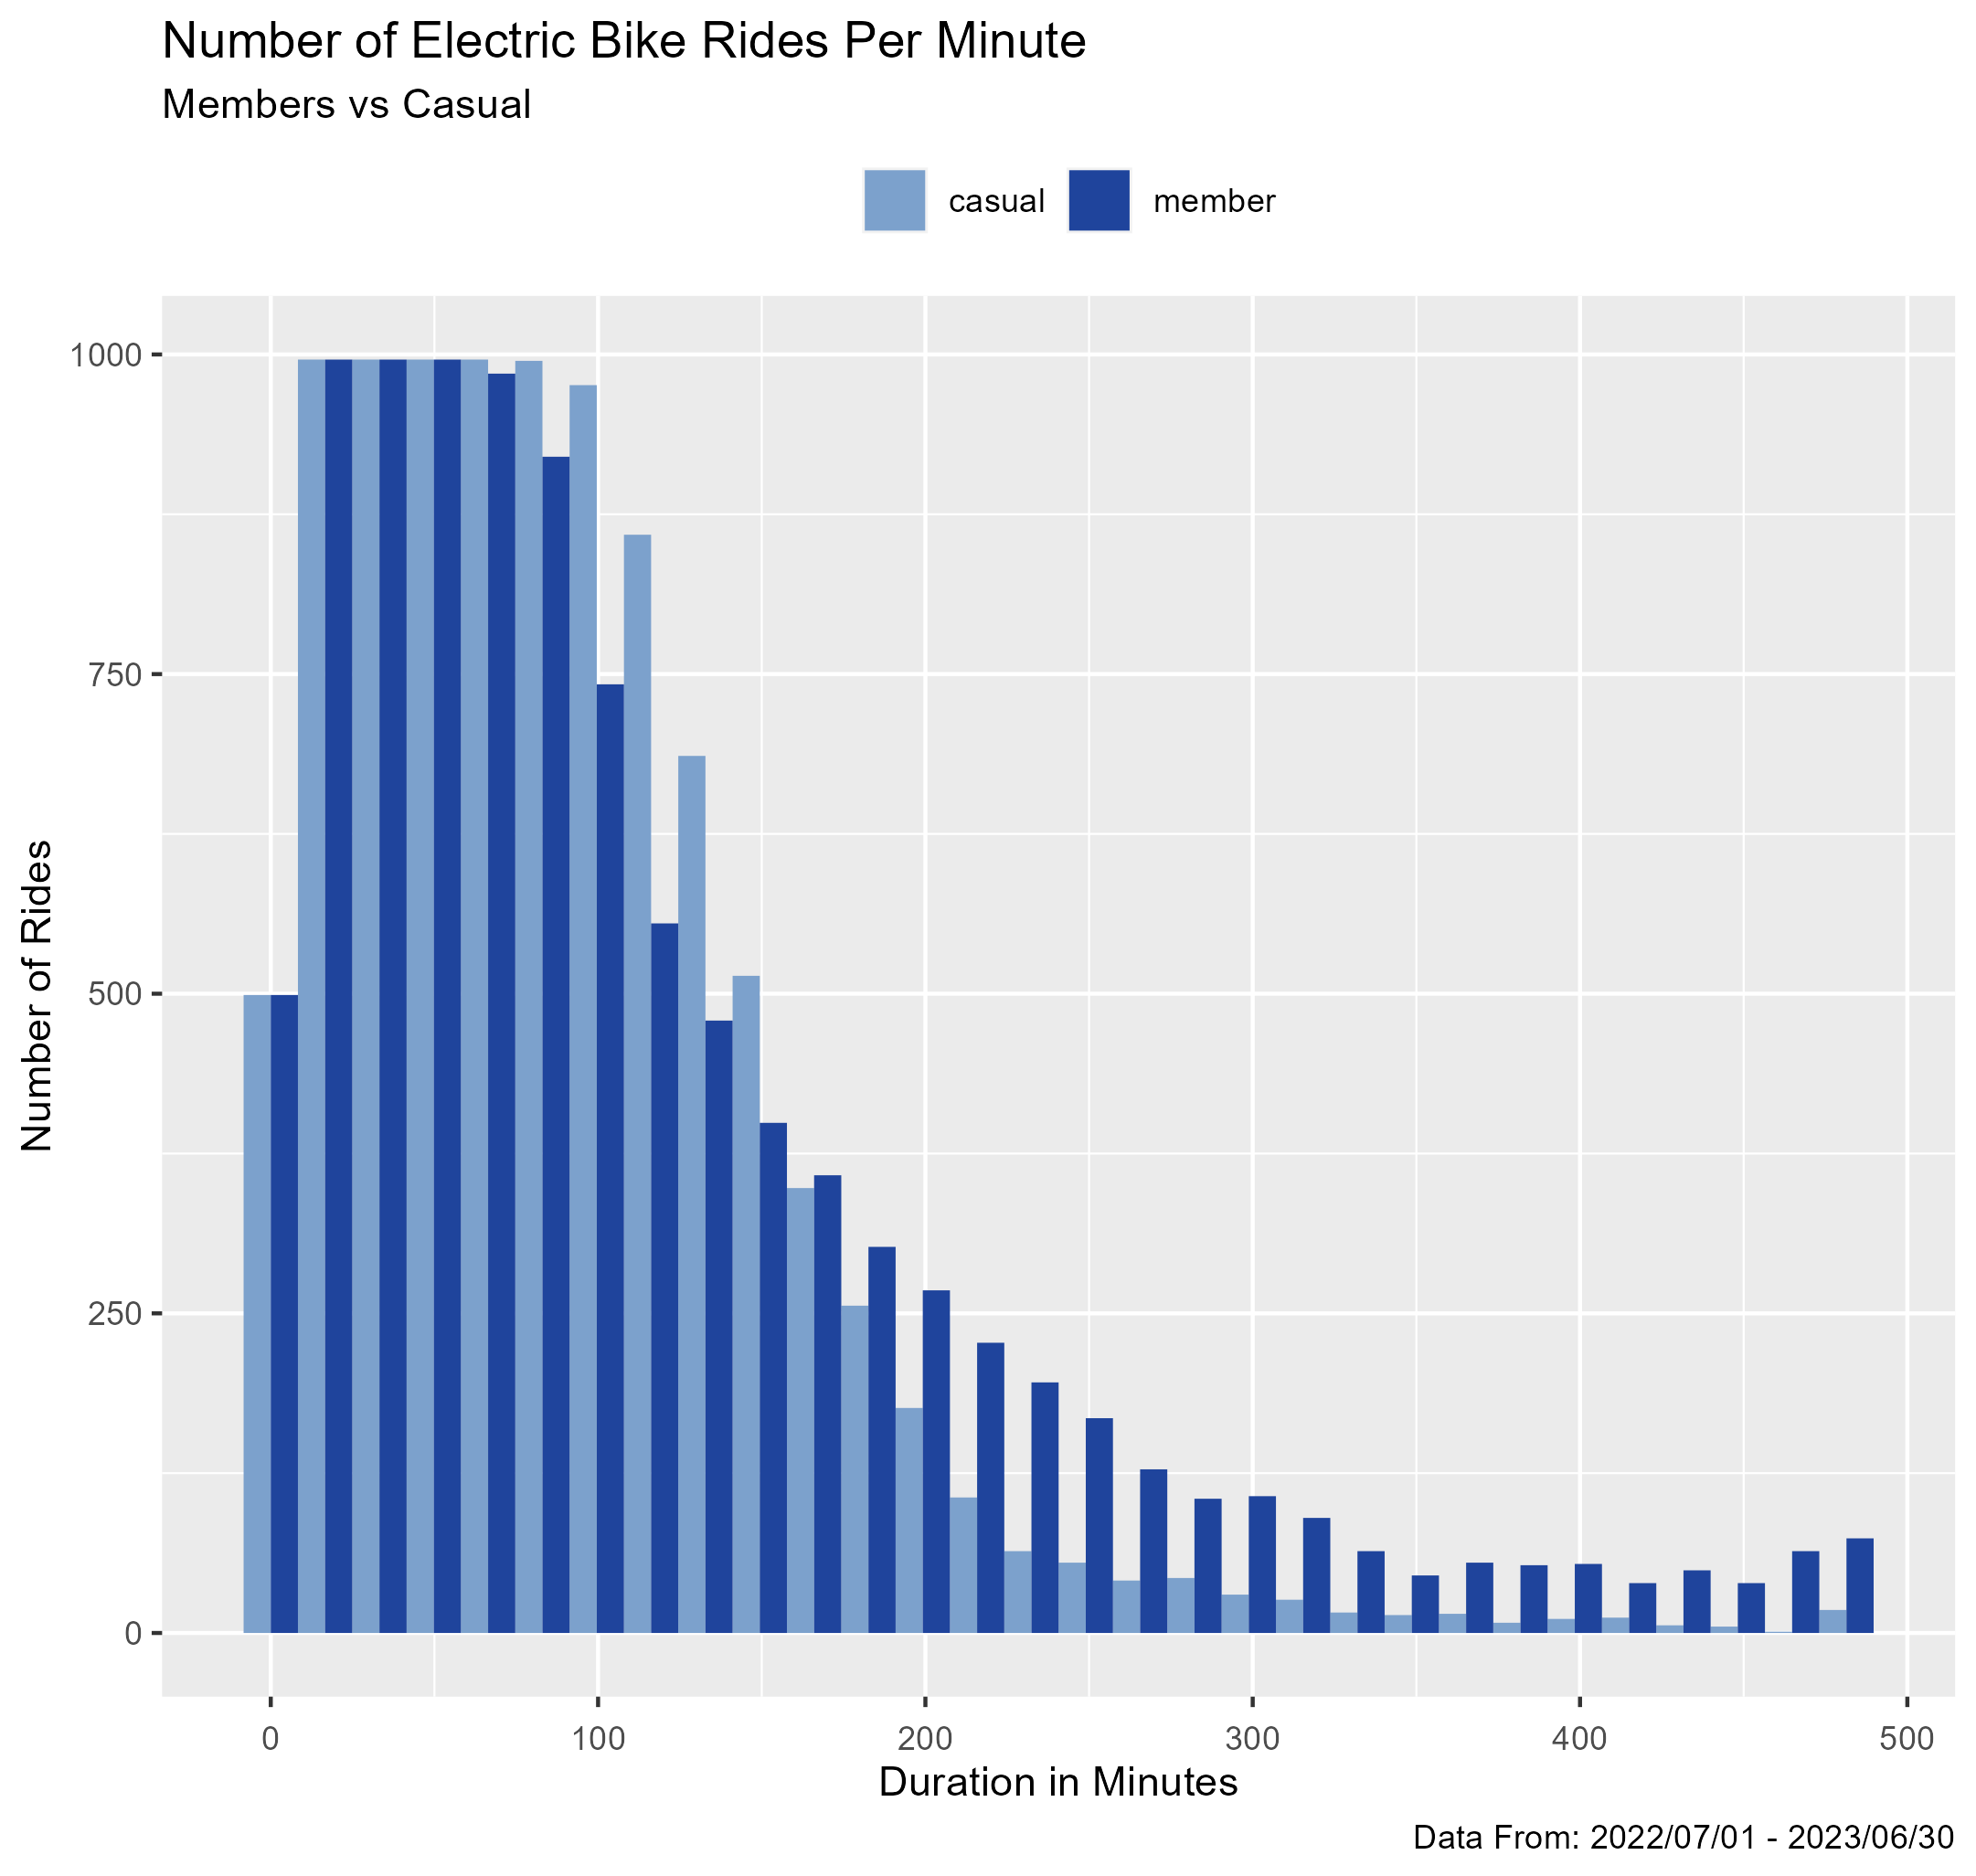 Number of Electric Bike Rides Per Minute
Members vs Casual
casual member
Number of Rides
1000
750
500
250
0
0 100 200 300 400 500
Duration in Minutes
Data From: 2022/07/01 - 2023/06/30